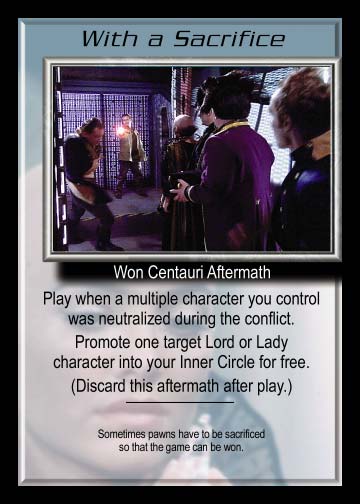 With a Sacrifice
Won Centauri Aftermath
Play when a multiple character you control
was neutralized during the conflict.
Promote one target Lord or Lady
character into your Inner Circle for free.
(Discard this aftermath after play.)
Sometimes pawns have to be sacrificed
so that the game can be won.